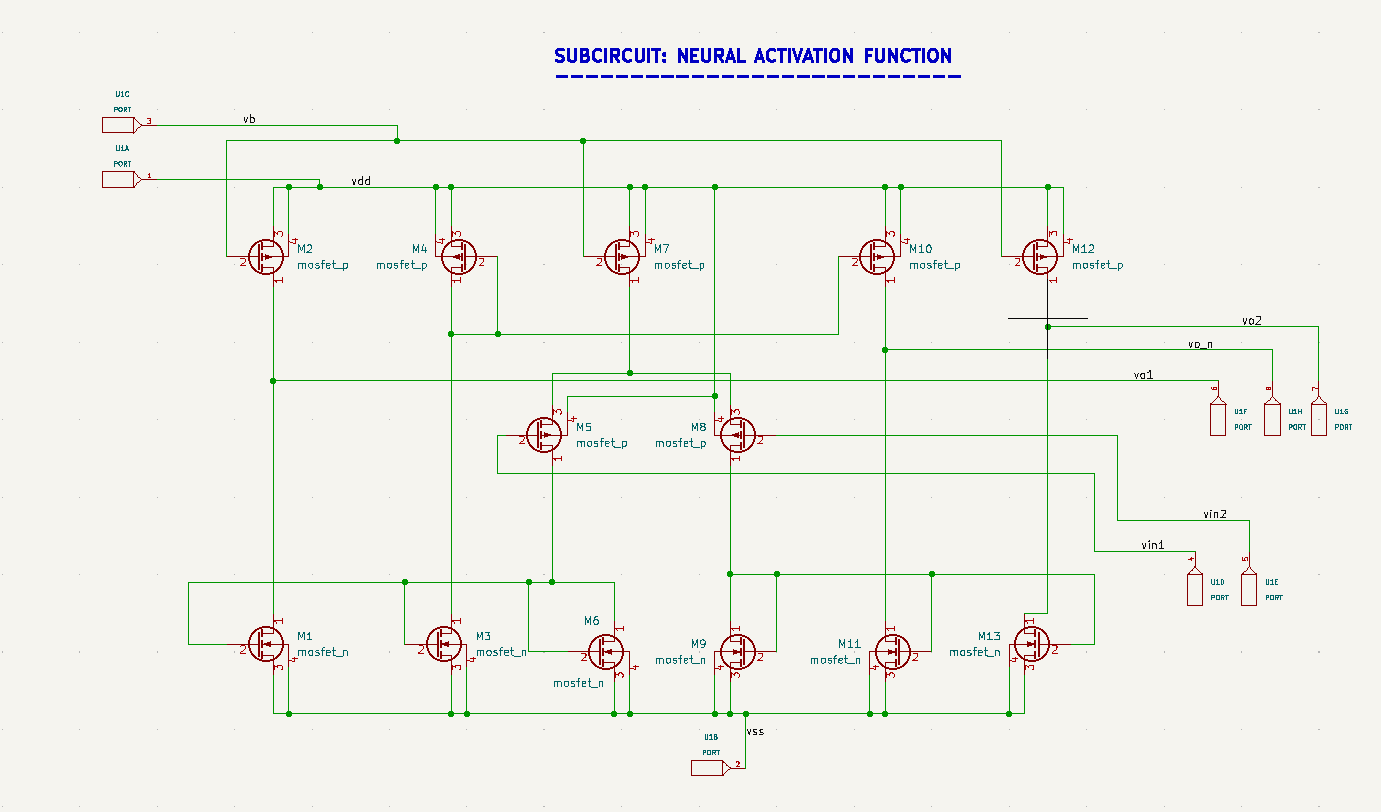 SUBCIRCUIT: NEURAL ACTIVATION FUNCTION
U1C
PORT
3
vb
U1A
PORT
1
vdd
3
4
M2
mosfet_p
2
1
3
4
M4
mosfet_p
2
1
3
4
M7
mosfet_p
2
1
3
4
M10
mosfet_p
2
1
3
4
M12
mosfet_p
2
1
vo2
vo_n
vo1
6
U1F
PORT
8
U1H
PORT
7
U1G
PORT
3
4
M5
mosfet_p
2
1
3
4
M8
mosfet_p
2
1
vin2
vin1
4
U1D
PORT
5
U1E
PORT
1
M1
mosfet_n
2
4
3
1
M3
mosfet_n
2
4
3
M6
1
2
4
3
mosfet_n
1
M9
mosfet_n
2
4
3
1
M11
mosfet_n
2
4
3
1
M13
mosfet_n
2
4
3
vss
U1B
PORT
2